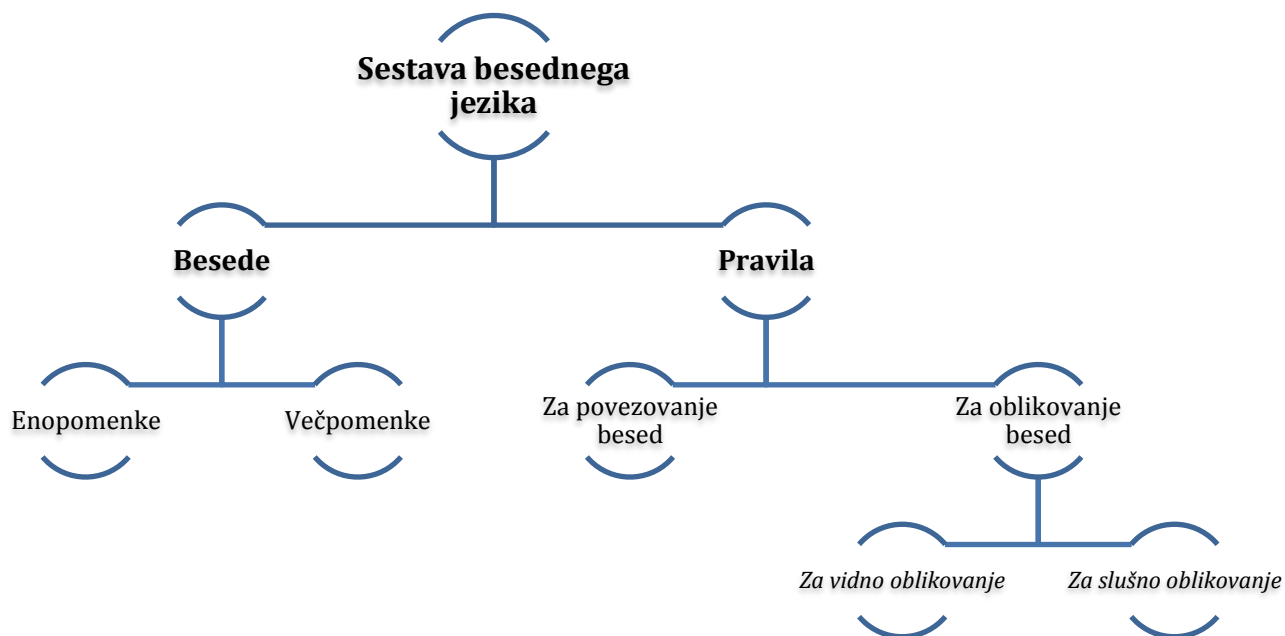 Sestava besednega
jezika
Besede
Pravila
Enopomenke
Večpomenke
Za povezovanje
besed
Za oblikovanje
besed
Za vidno oblikovanje
Za slušno oblikovanje